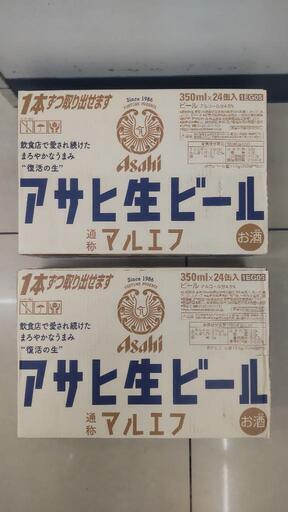 1本ずつ取り出せます
Since 1986
FORTUNE PHOENIX
350ml×24缶入 1EG05
ビール アルコール分4.5%
飲食店で愛され続けた
まろやかなうまみ
"復活の生"
Asahi
アサヒ生ビール
通称 マルエフ
お酒
1本ずつ取り出せます
Since 1986
FORTUNE PHOENIX
350ml×24缶入 1EG05
ビール アルコール分4.5%
飲食店で愛され続けた
まろやかなうまみ
"復活の生"
Asahi
アサヒ生ビール
通称 マルエフ
お酒